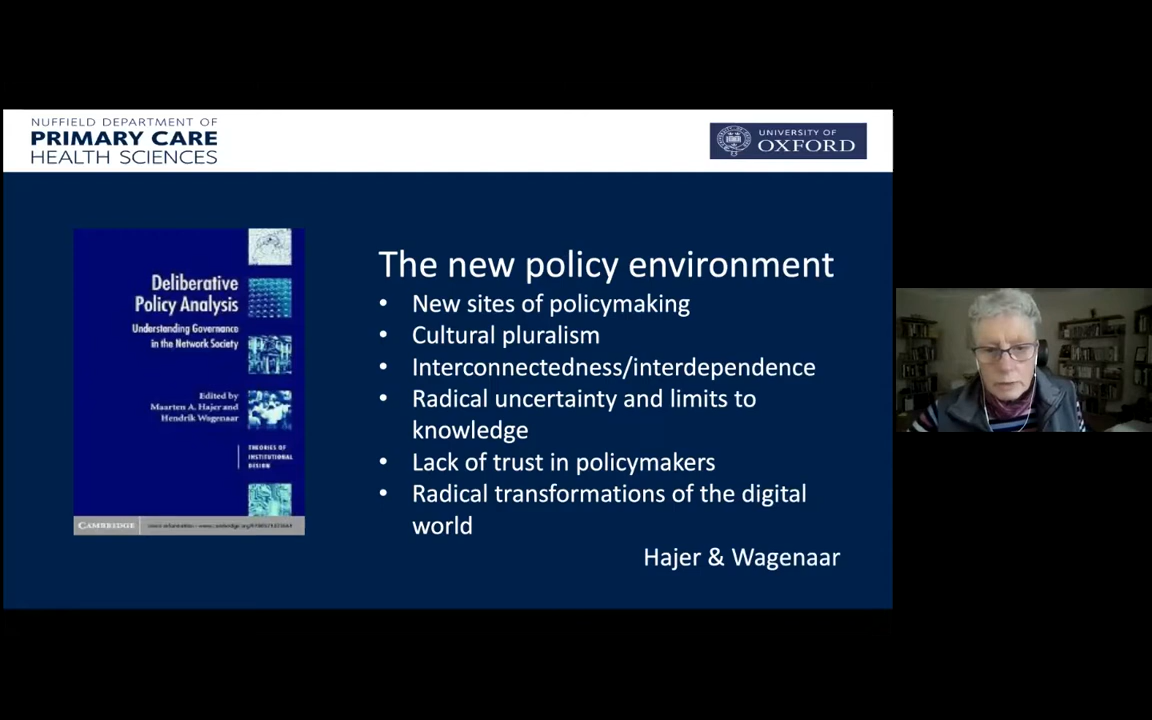 NUFFIELD DEPARTMENT OF
PRIMARY CARE
HEALTH SCIENCES
UNIVERSITY OF
OXFORD
Deliberative
Policy Analysis
Understanding Governance
in the Network Society
Edited by
Maarten A. Hajer and
Hendrik Wagenaar
THEORIES OF
INSTITUTIONAL
DESIGN
CAMBRIDGE
The new policy environment
• New sites of policymaking
• Cultural pluralism
• Interconnectedness/interdependence
• Radical uncertainty and limits to
knowledge
• Lack of trust in policymakers
• Radical transformations of the digital
world
Hajer & Wagenaar